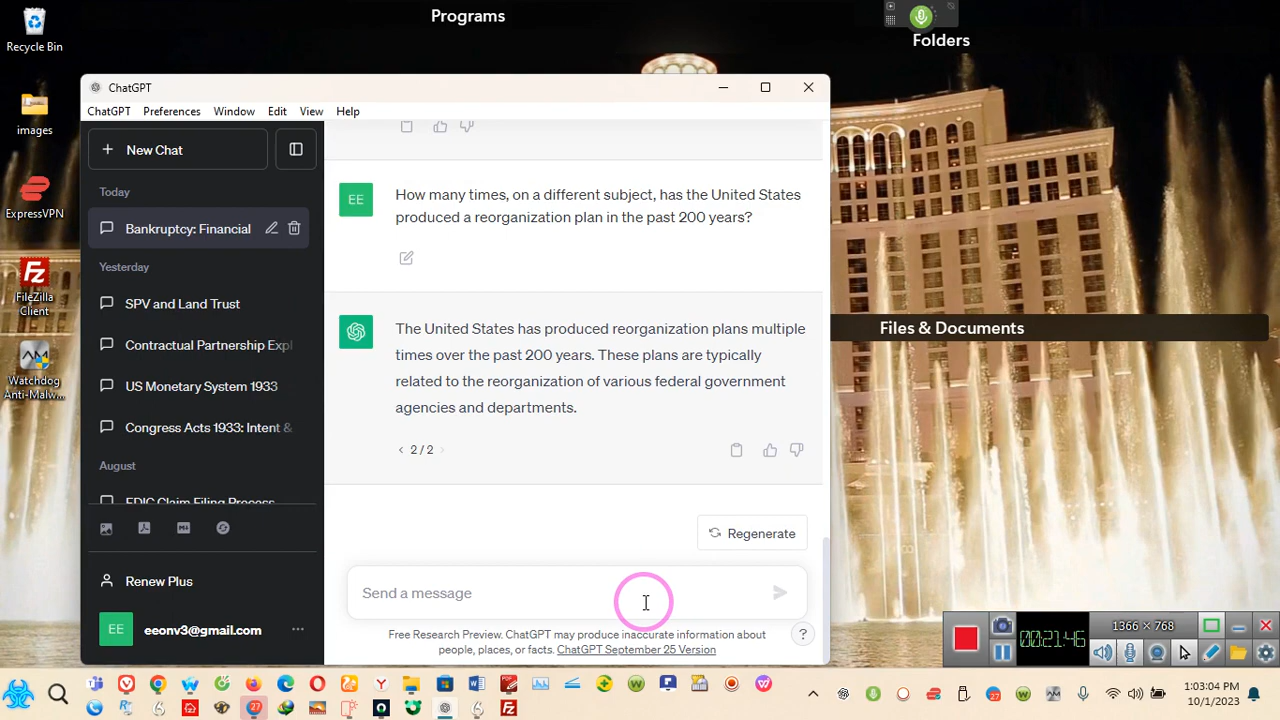 Programs
Folders
Recycle Bin
images
ExpressVPN
FileZilla
Client
Watchdog
Anti-Malw...
ChatGPT
ChatGPT Preferences Window Edit View Help
New Chat
Today
Bankruptcy: Financial
Yesterday
SPV and Land Trust
Contractual Partnership Expl
US Monetary System 1933
Congress Acts 1933: Intent &
August
FDIC Claim Filing Process
Renew Plus
EE
eeonv3@gmail.com
EE
How many times, on a different subject, has the United States
produced a reorganization plan in the past 200 years?
The United States has produced reorganization plans multiple
times over the past 200 years. These plans are typically
related to the reorganization of various federal government
agencies and departments.
2 / 2
Regenerate
Send a message
Free Research Preview. ChatGPT may produce inaccurate information about
people, places, or facts. ChatGPT September 25 Version
?
Files & Documents
00:21:46
1366 × 768
1:03:04 PM
10/1/2023